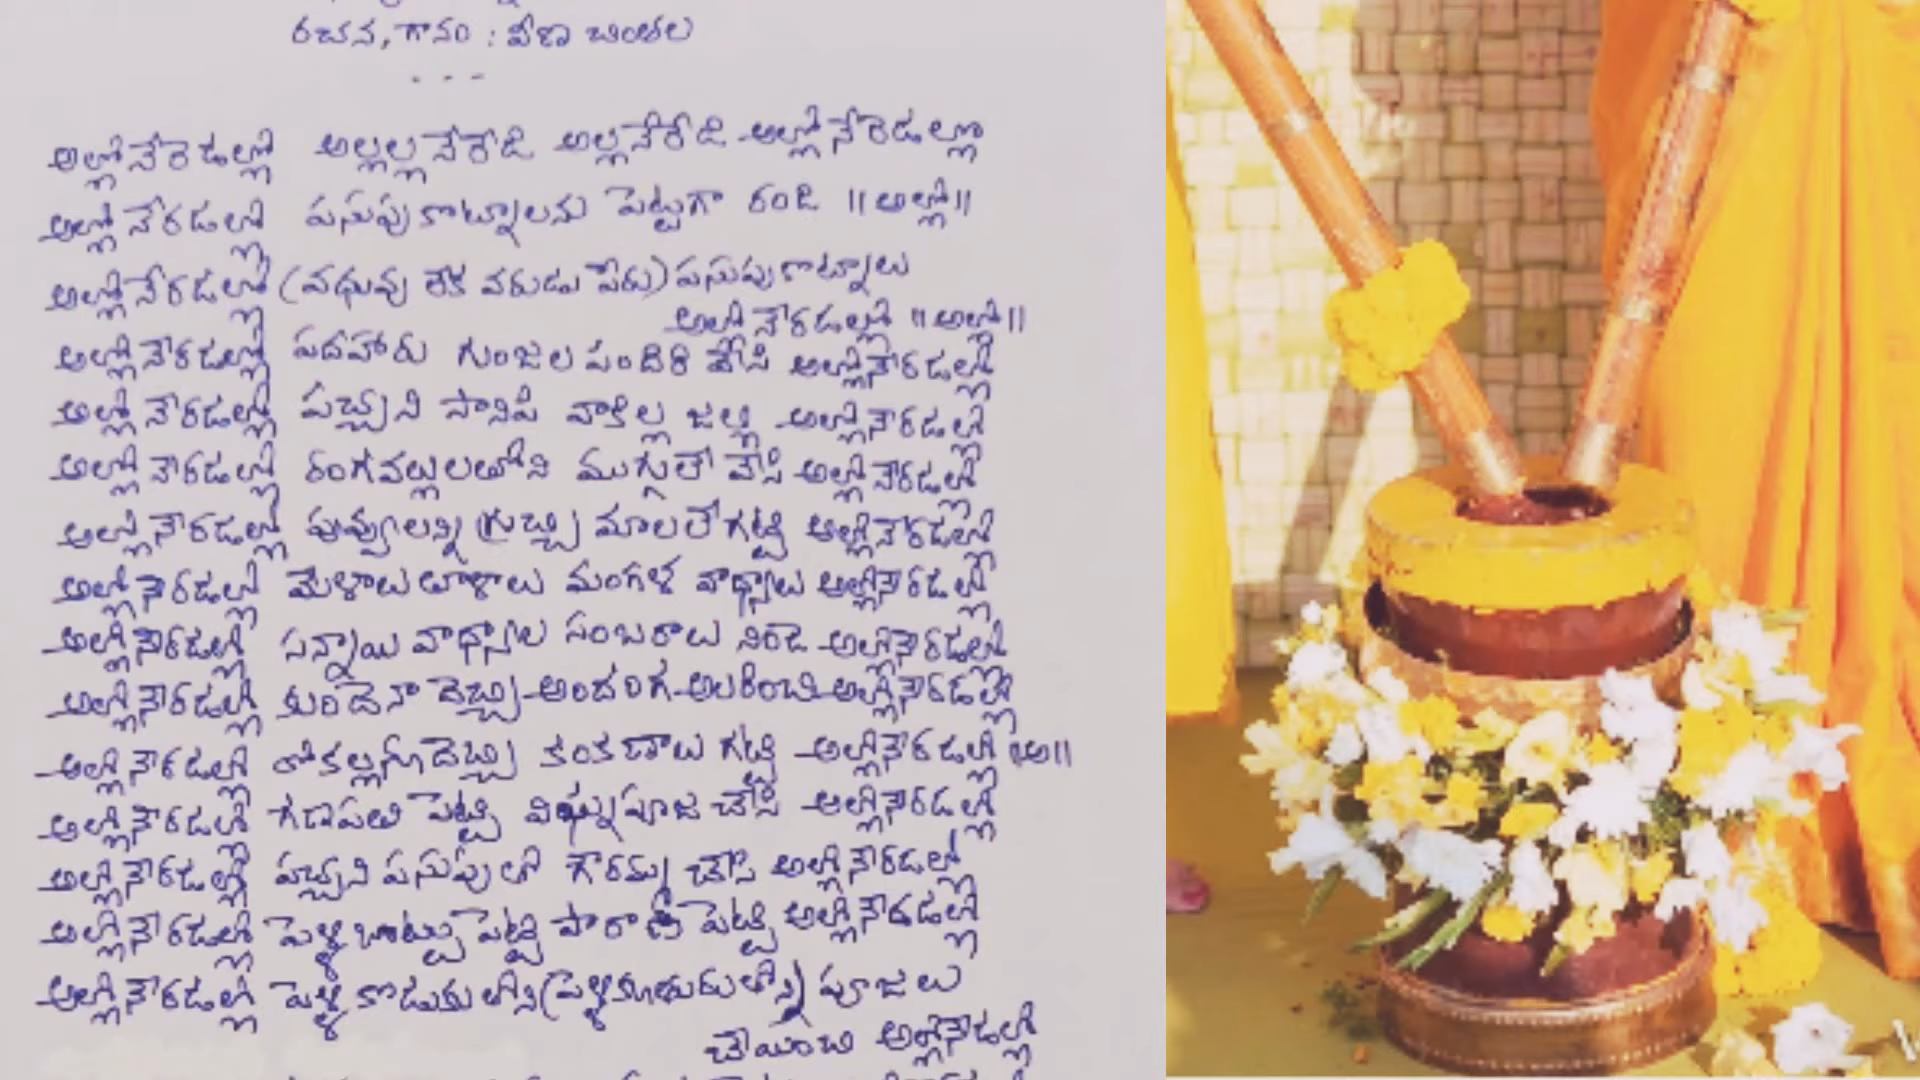 రచన, గానం : వీణా చింతల
అల్లో నేరెడల్లో అల్లల్ల నేరేడి అల్లనేరేడి అల్లో నేరెడల్లా
అల్లో నేరడల్లో పసుపు కొట్నాలను పెట్టుగా రండి ॥అల్లో॥
అల్లో నేరడల్లో (వధువు లేక వరుడు పేరు) పసుపు కొట్నాలు
అల్లో నేరడల్లో ॥అల్లో॥
అల్లో నేరడల్లో పదహారు గుంజల పందిరి వేసి అల్లో నేరడల్లో
అల్లో నేరడల్లో పచ్చని సానిపి వాకిల్ల జల్లి అల్లో నేరడల్లో
అల్లో నేరడల్లో రంగవల్లులతోని ముగ్గులే వేసి అల్లో నేరడల్లో
అల్లో నేరడల్లో పువ్వులన్ని గ్రుచ్చి మాలలే గట్టి అల్లో నేరడల్లో
అల్లో నేరడల్లో మేళాలు తాళాలు మంగళ వాధ్యాలు అల్లో నేరడల్లో
అల్లో నేరడల్లో సన్నాయి వాధ్యాల సంబరాలు నిండె అల్లో నేరడల్లో
అల్లో నేరడల్లో కుందెనా దెచ్చి అందంగ అలకించి అల్లో నేరడల్లో
అల్లో నేరడల్లో రోకల్లను దెచ్చి కంకణాలు గట్టి అల్లో నేరడల్లో ॥అ॥
అల్లో నేరడల్లో గణపతి పెట్టి విఘ్నపూజ చేసి అల్లో నేరడల్లో
అల్లో నేరడల్లో పచ్చని పసుపుతో గౌరమ్మ చేసి అల్లో నేరడల్లో
అల్లో నేరడల్లో పెళ్ళి బొట్టు పెట్టి పారాణి పెట్టి అల్లో నేరడల్లో
అల్లో నేరడల్లో పెళ్ళి కొడుకుతోని (పెళ్ళికూతురుతోని) పూజలు
చేయించి అల్లో నేరడల్లో